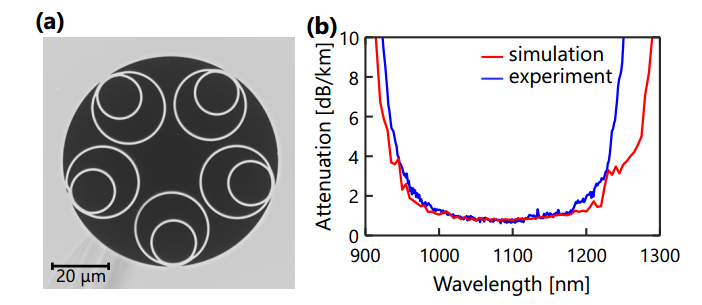 (a)
20 μm
(b)
Attenuation [dB/km]
10
8
6
4
2
0
simulation
experiment
900 1000 1100 1200 1300
Wavelength [nm]